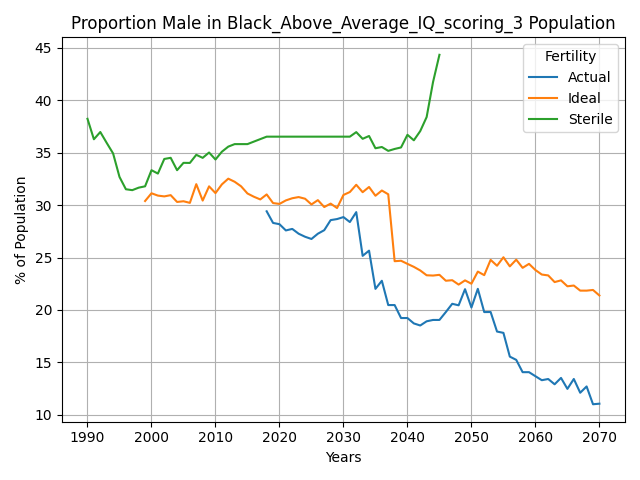 Proportion Male in Black_Above_Average_IQ_scoring_3 Population
45
40
35
30
25
20
15
10
% of Population
Fertility
Actual
Ideal
Sterile
1990 2000 2010 2020 2030 2040 2050 2060 2070
Years